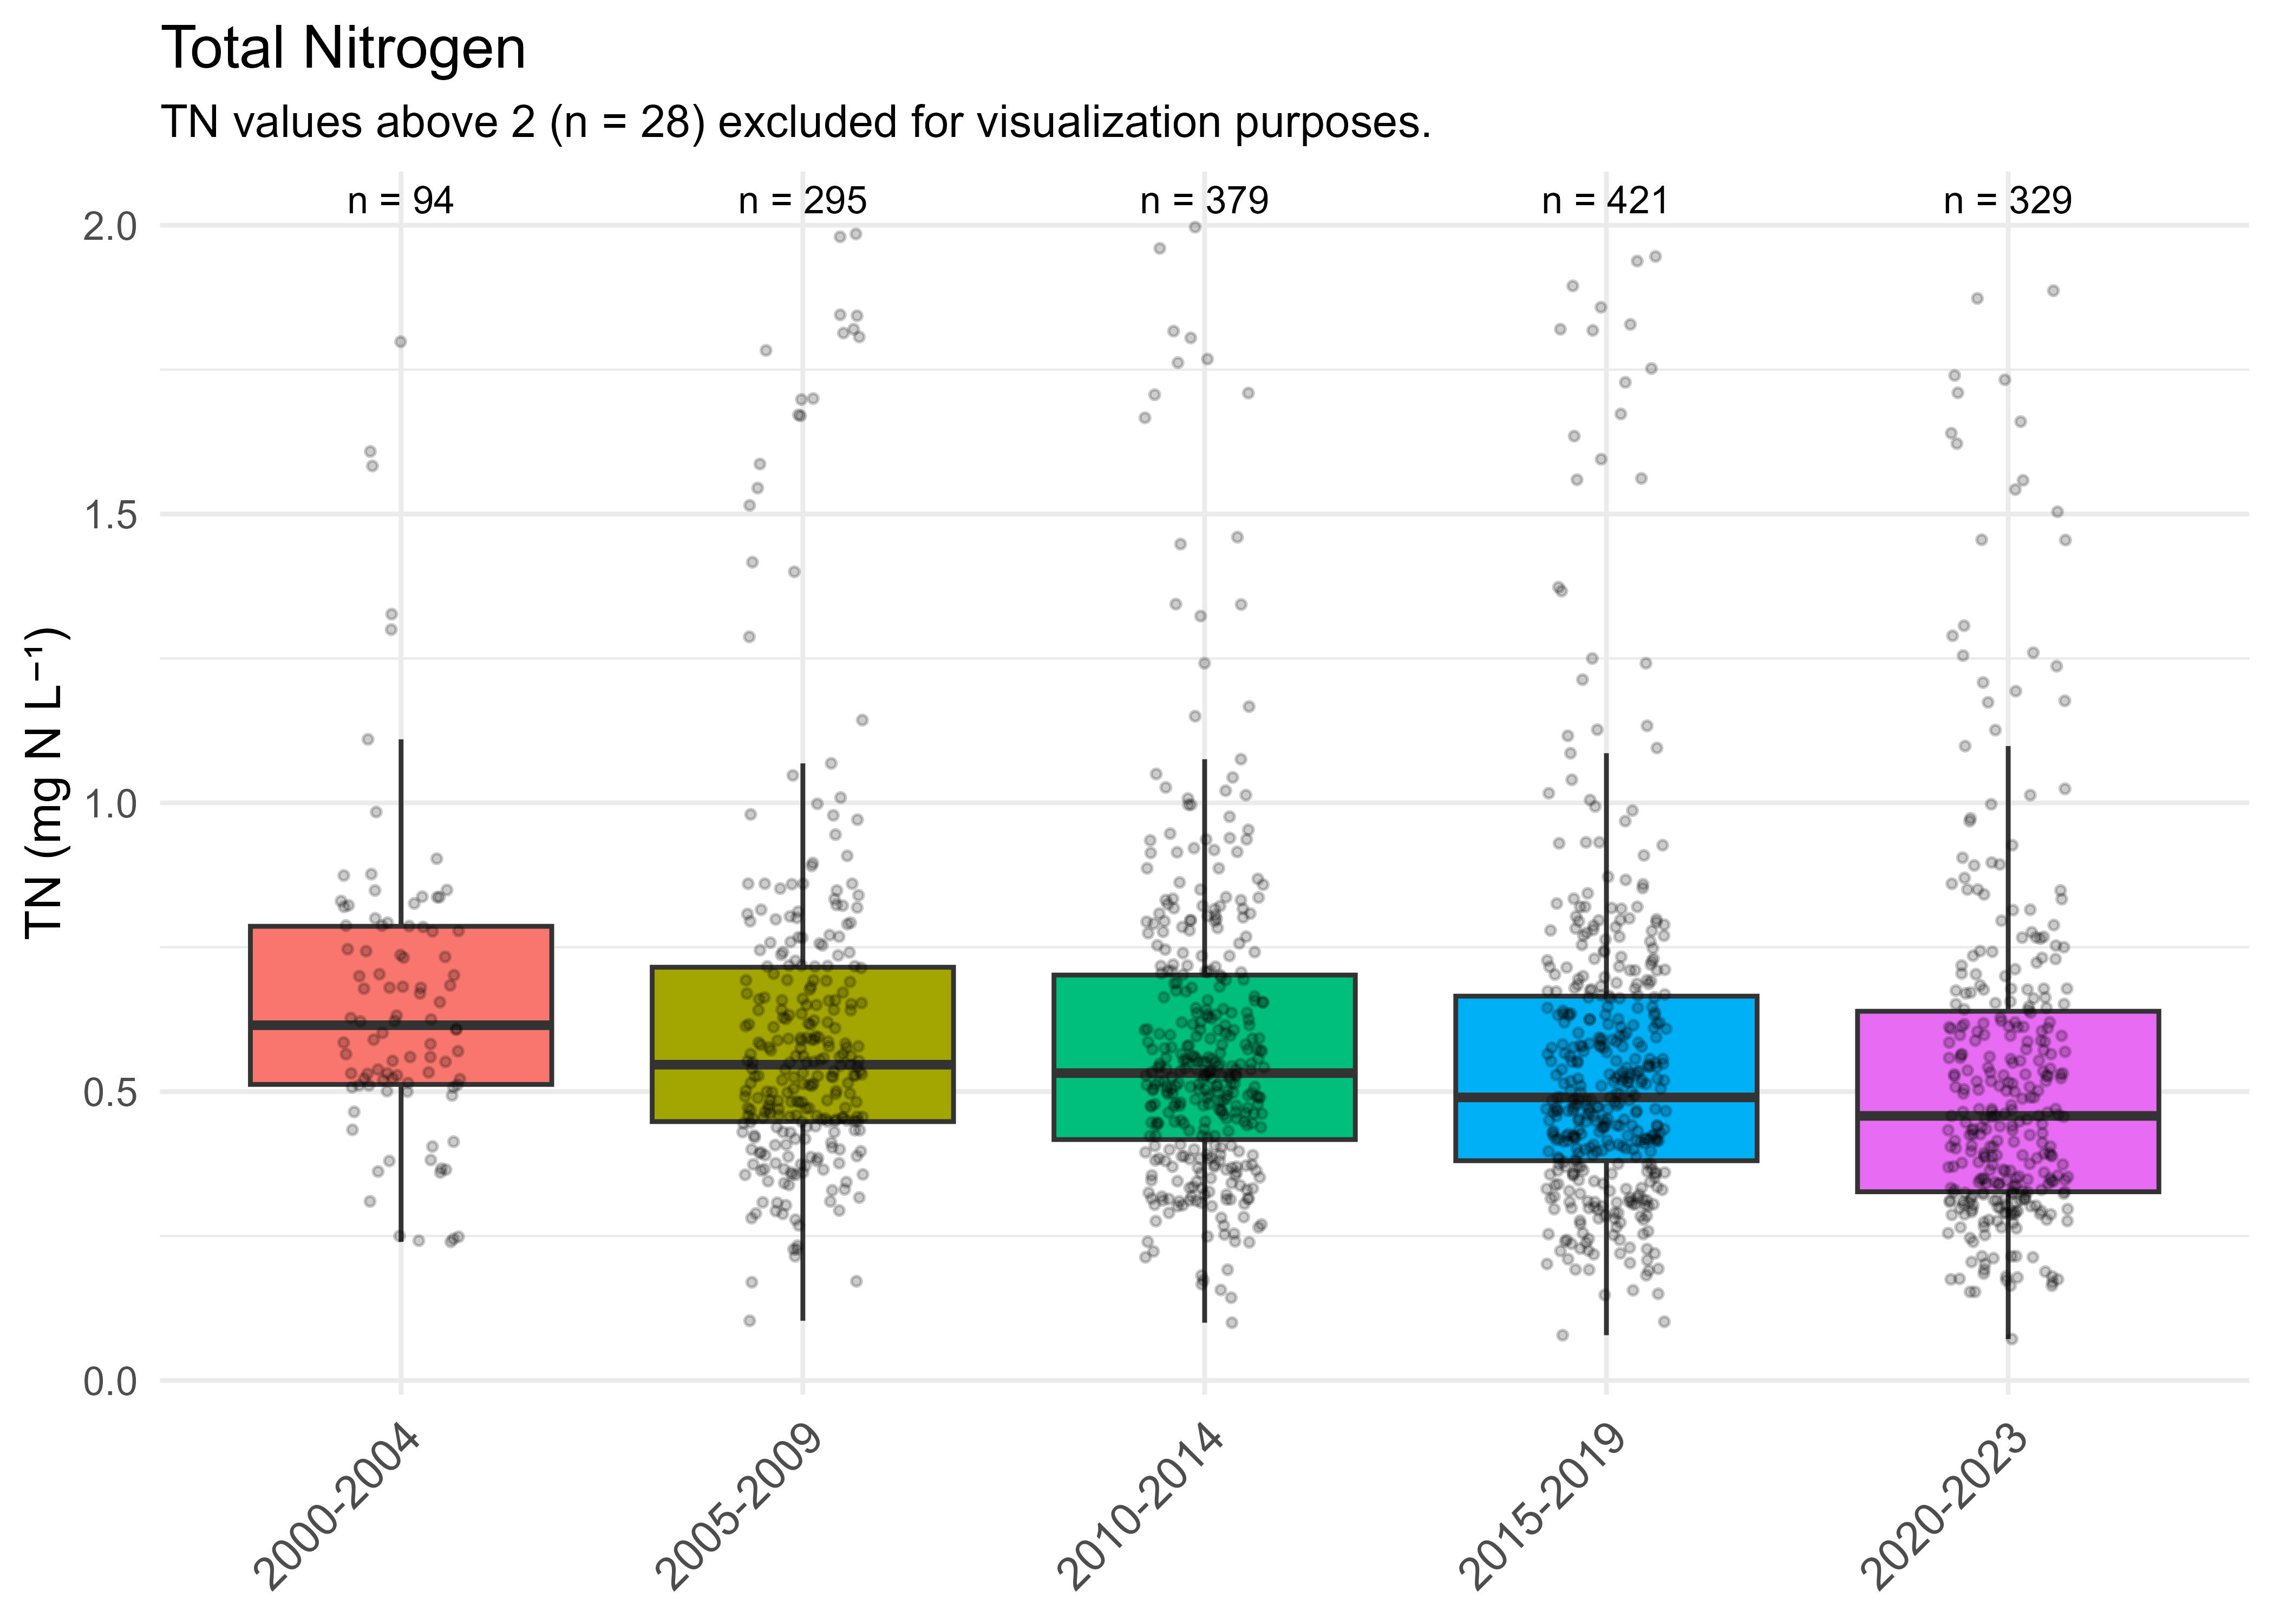 Total Nitrogen
TN values above 2 (n = 28) excluded for visualization purposes.
n = 94
n = 295
n = 379
n = 421
n = 329
TN (mg N L⁻¹)
2.0
1.5
1.0
0.5
0.0
2000-2004
2005-2009
2010-2014
2015-2019
2020-2023